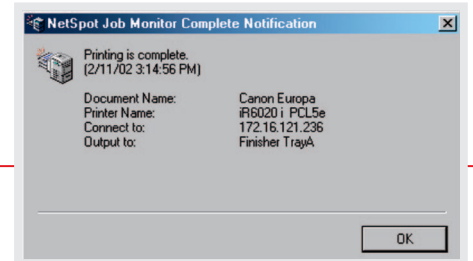 NetSpot Job Monitor Complete Notification
Printing is complete.
(2/11/02 3:14:56 PM)
Document Name: Canon Europa
Printer Name: iR6020 i PCL5e
Connect to: 172.16.121.236
Output to: Finisher TrayA
OK